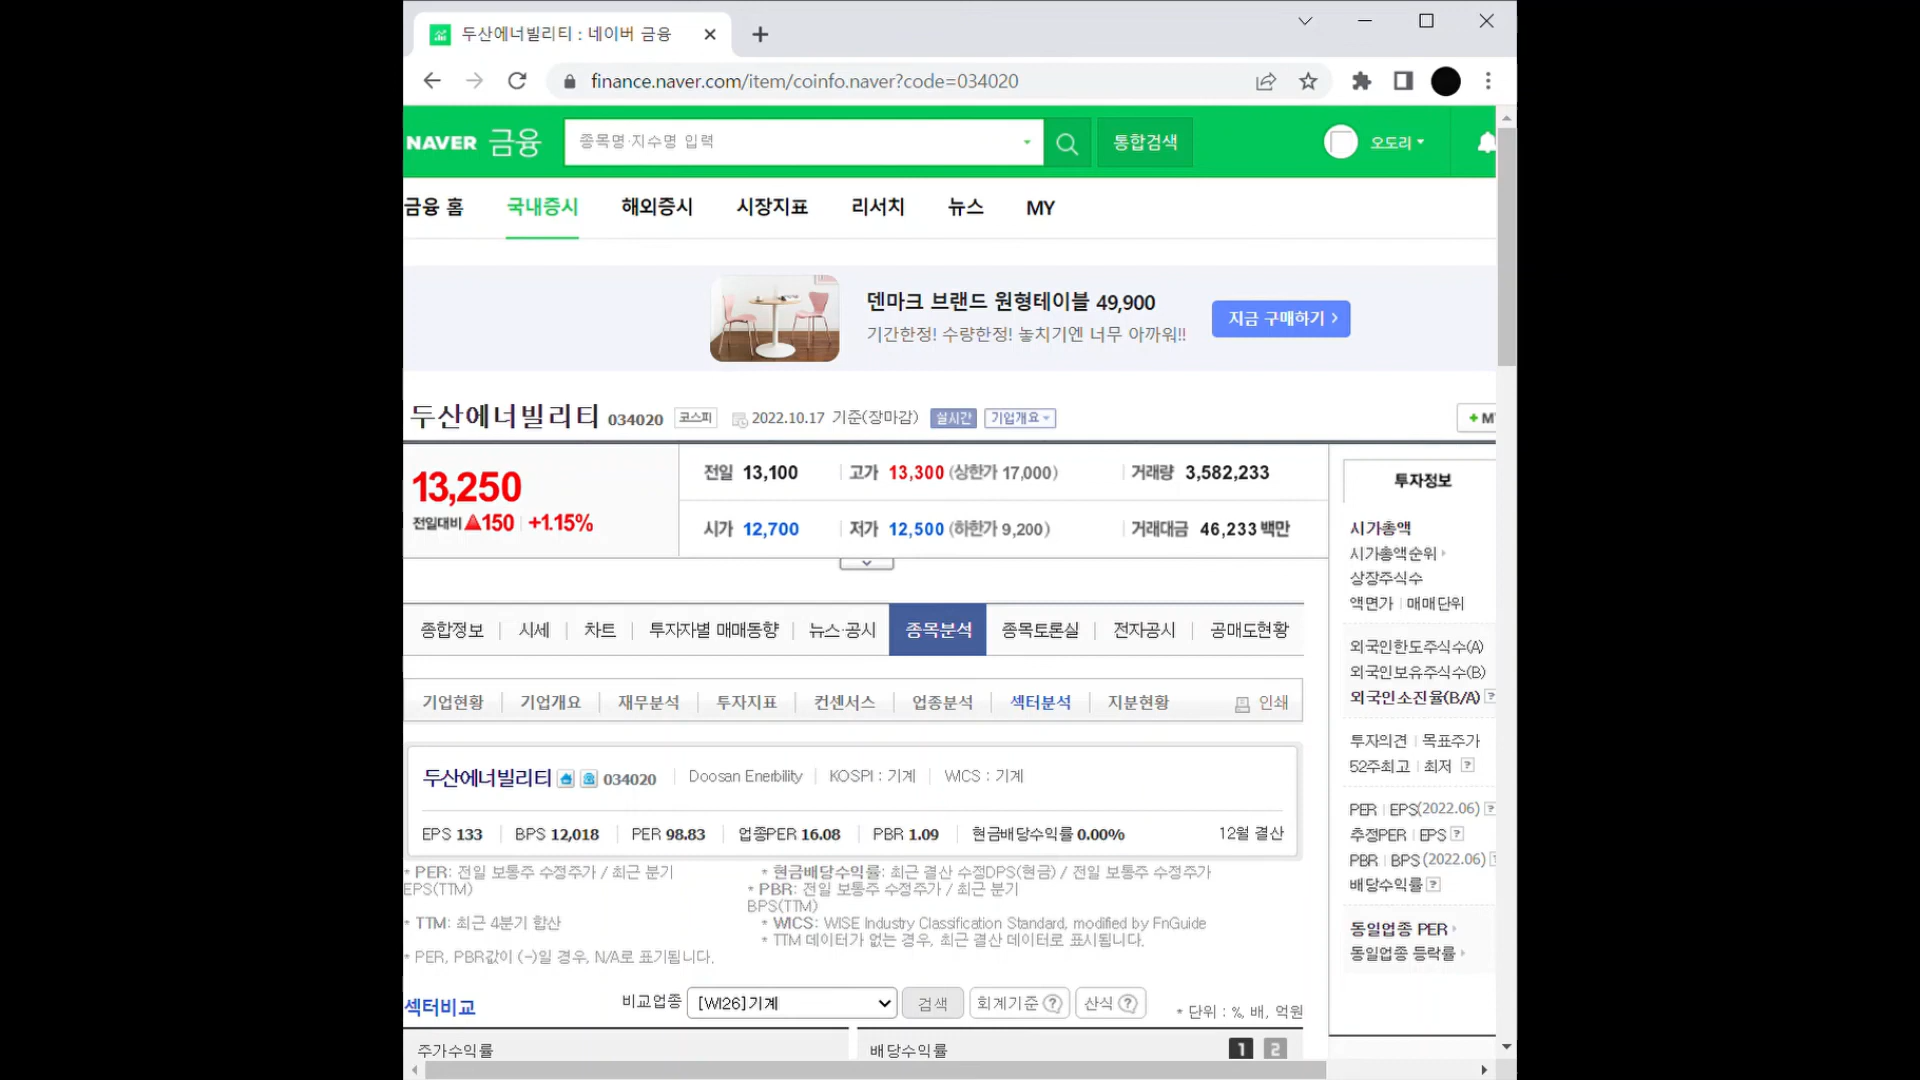 두산에너빌리티 : 네이버 금융
finance.naver.com/item/coinfo.naver?code=034020
NAVER 금융
종목명·지수명 입력
통합검색
오도리
금융 홈
국내증시
해외증시
시장지표
리서치
뉴스
MY
덴마크 브랜드 원형테이블 49,900
기간한정! 수량한정! 놓치기엔 너무 아까워!!
지금 구매하기
두산에너빌리티 034020 코스피 2022.10.17 기준(장마감) 실시간 기업개요
+ M
13,250
전일대비 ▲150 +1.15%
전일 13,100 고가 13,300 (상한가 17,000) 거래량 3,582,233
시가 12,700 저가 12,500 (하한가 9,200) 거래대금 46,233 백만
종합정보 시세 차트 투자자별 매매동향 뉴스·공시 종목분석 종목토론실 전자공시 공매도현황
기업현황 기업개요 재무분석 투자지표 컨센서스 업종분석 섹터분석 지분현황 인쇄
두산에너빌리티 034020 Doosan Enerbility KOSPI : 기계 WICS : 기계
EPS 133 BPS 12,018 PER 98.83 업종PER 16.08 PBR 1.09 현금배당수익률 0.00% 12월 결산
* PER: 전일 보통주 수정주가 / 최근 분기
EPS(TTM)
* TTM: 최근 4분기 합산
* PER, PBR값이 (-)일 경우, N/A로 표기됩니다.
* 현금배당수익률: 최근 결산 수정DPS(현금) / 전일 보통주 수정주가
* PBR: 전일 보통주 수정주가 / 최근 분기
BPS(TTM)
* WICS: WISE Industry Classification Standard, modified by FnGuide
* TTM 데이터가 없는 경우, 최근 결산 데이터로 표시됩니다.
섹터비교
비교업종 [WI26]기계 검색 회계기준 ? 산식 ?
* 단위 : %, 배, 억원
주가수익률
배당수익률 1 2
투자정보
시가총액
시가총액순위
상장주식수
액면가 매매단위
외국인한도주식수(A)
외국인보유주식수(B)
외국인소진율(B/A) ?
투자의견 목표주가
52주최고 최저 ?
PER EPS(2022.06) ?
추정PER EPS ?
PBR BPS (2022.06)
배당수익률 ?
동일업종 PER
동일업종 등락률